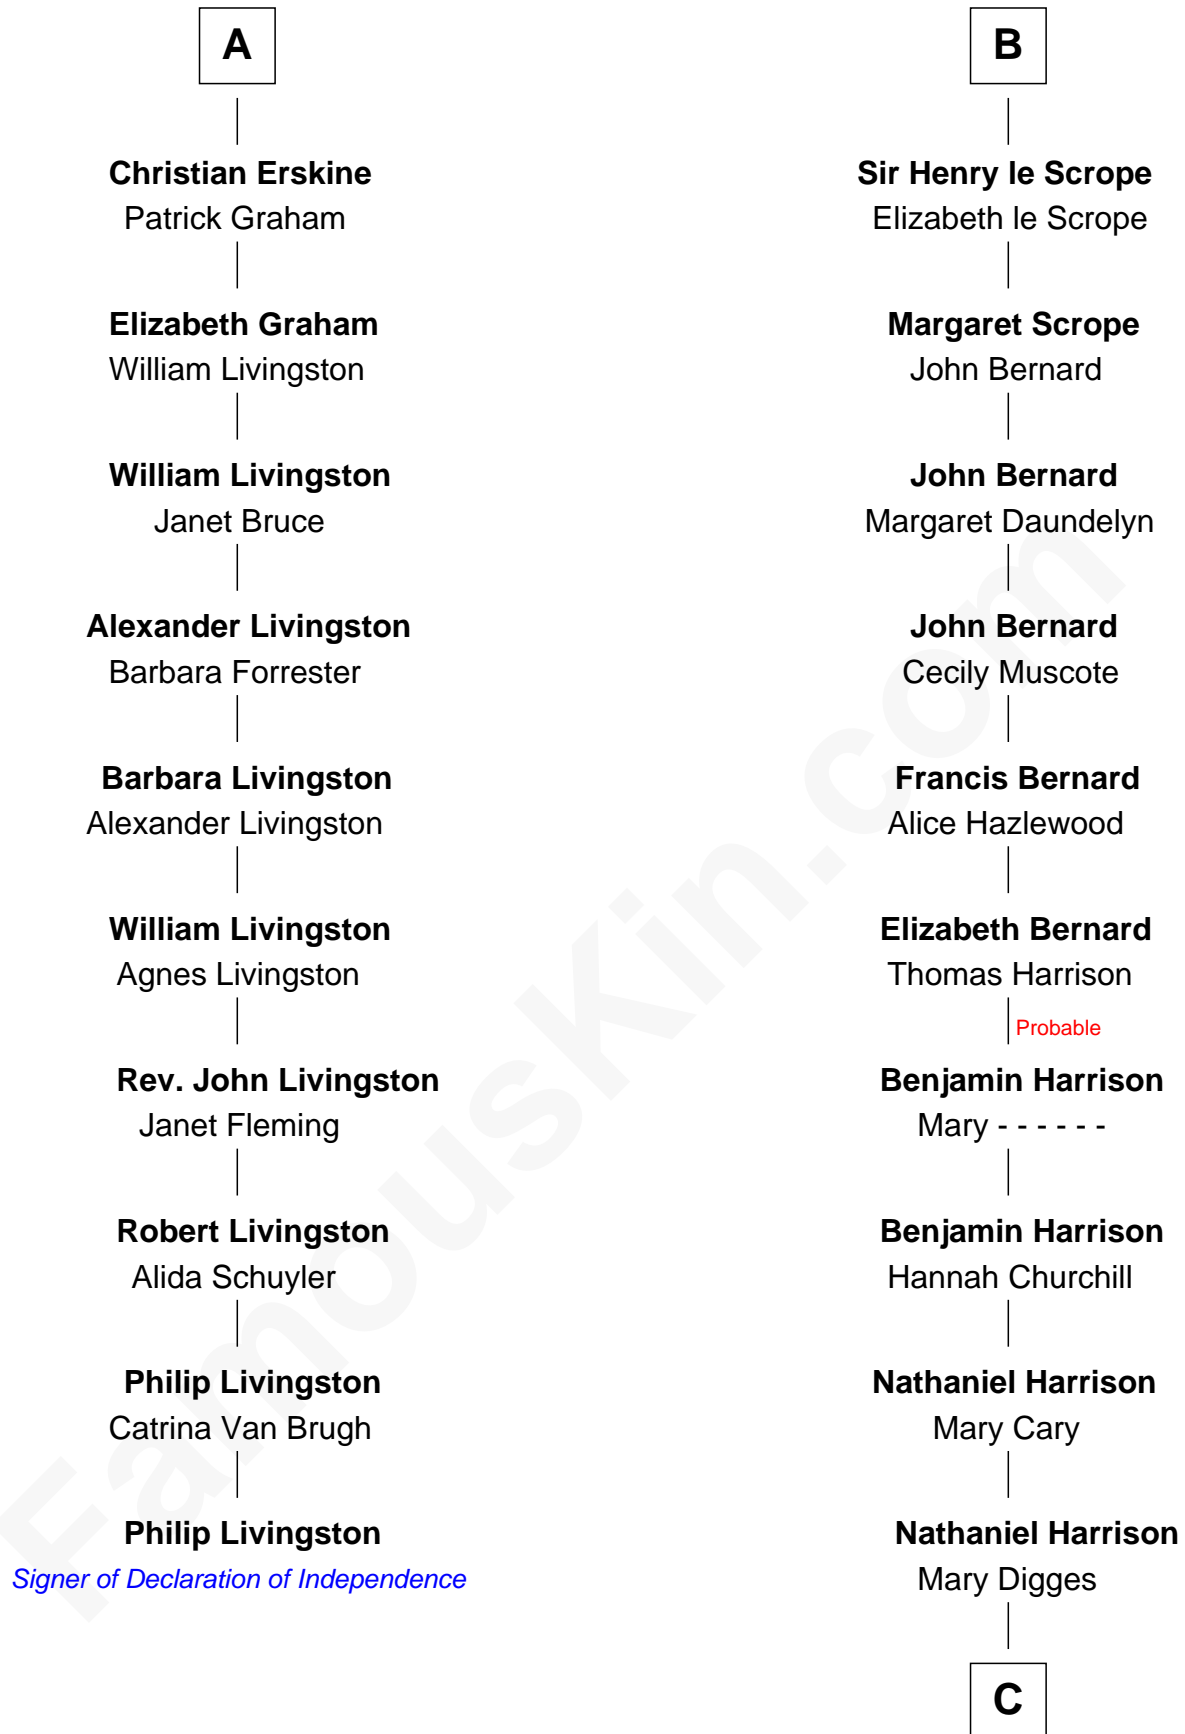 A
Christian Erskine
Patrick Graham
Elizabeth Graham
William Livingston
William Livingston
Janet Bruce
Alexander Livingston
Barbara Forrester
Barbara Livingston
Alexander Livingston
William Livingston
Agnes Livingston
Rev. John Livingston
Janet Fleming
Robert Livingston
Alida Schuyler
Philip Livingston
Catrina Van Brugh
Philip Livingston
Signer of Declaration of Independence
B
Sir Henry le Scrope
Elizabeth le Scrope
Margaret Scrope
John Bernard
John Bernard
Margaret Daundelyn
John Bernard
Cecily Muscote
Francis Bernard
Alice Hazlewood
Elizabeth Bernard
Thomas Harrison
Probable
Benjamin Harrison
Mary - - - - - -
Benjamin Harrison
Hannah Churchill
Nathaniel Harrison
Mary Cary
Nathaniel Harrison
Mary Digges
C
FamousKin.com